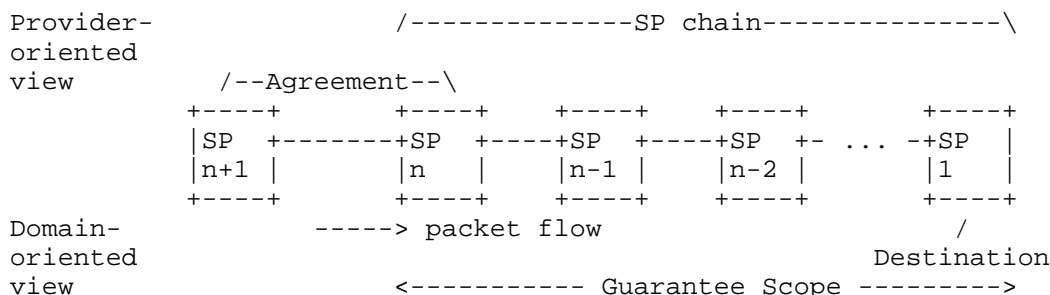 Provider-                /--------------SP chain---------------\
oriented
view          /--Agreement--\
            +----+       +----+    +----+    +----+       +----+
            |SP  +-------+SP  +----+SP  +----+SP  +- ... -+SP  |
            |n+1 |       |n   |    |n-1 |    |n-2 |       |1   |
            +----+       +----+    +----+    +----+       +----+
Domain-             -----> packet flow                      /
oriented                                              Destination
view                     <----------- Guarantee Scope --------->